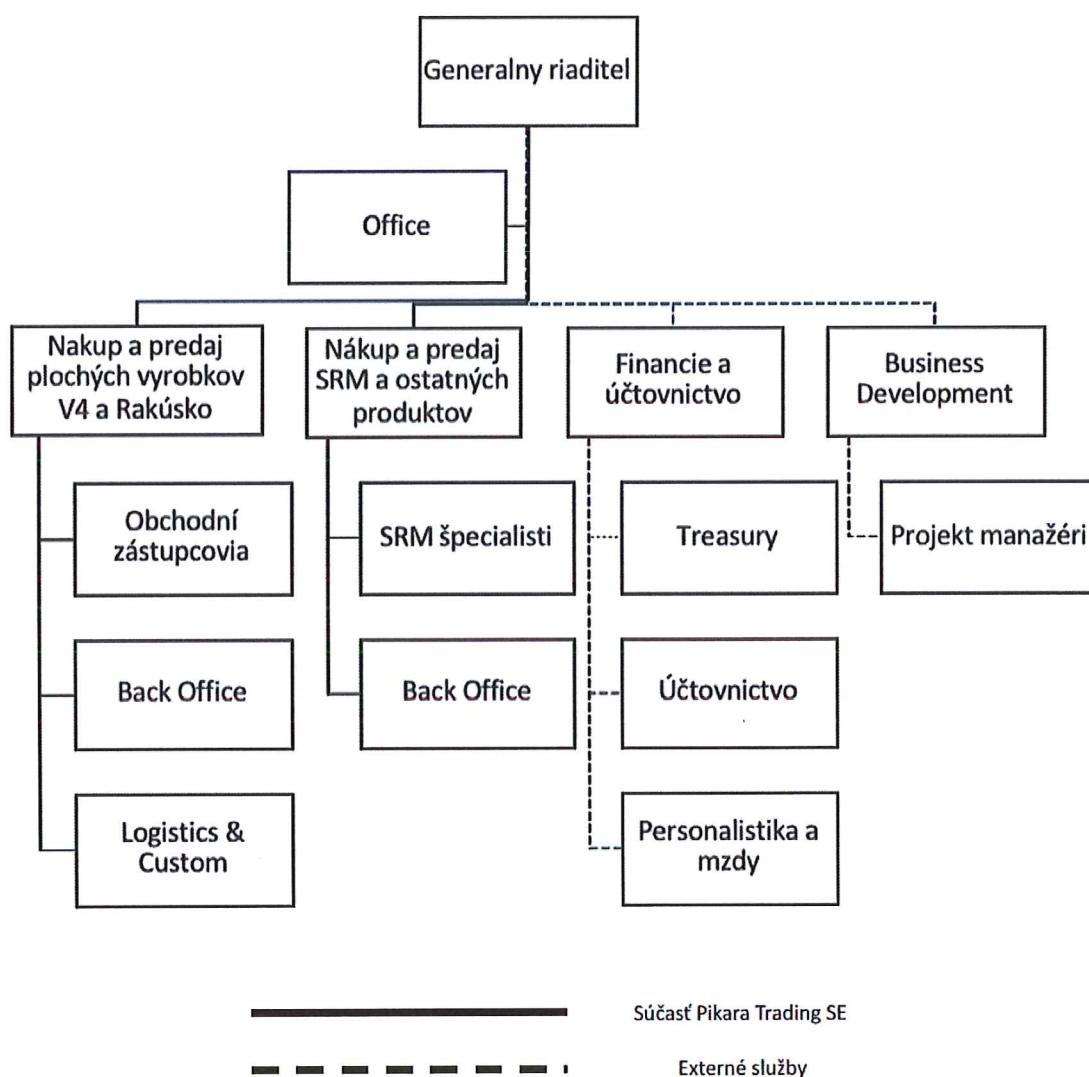 Generalny riaditel
Office
Nakup a predaj
plochých vyrobkov
V4 a Rakúsko
Nákup a predaj
SRM a ostatných
produktov
Financie a
účtovnictvo
Business
Development
Obchodní
zástupcovia
SRM špecialisti
Treasury
Projekt manažéri
Back Office
Back Office
Účtovnictvo
Logistics &
Custom
Personalistika a
mzdy
Súčasť Pikara Trading SE
Externé služby